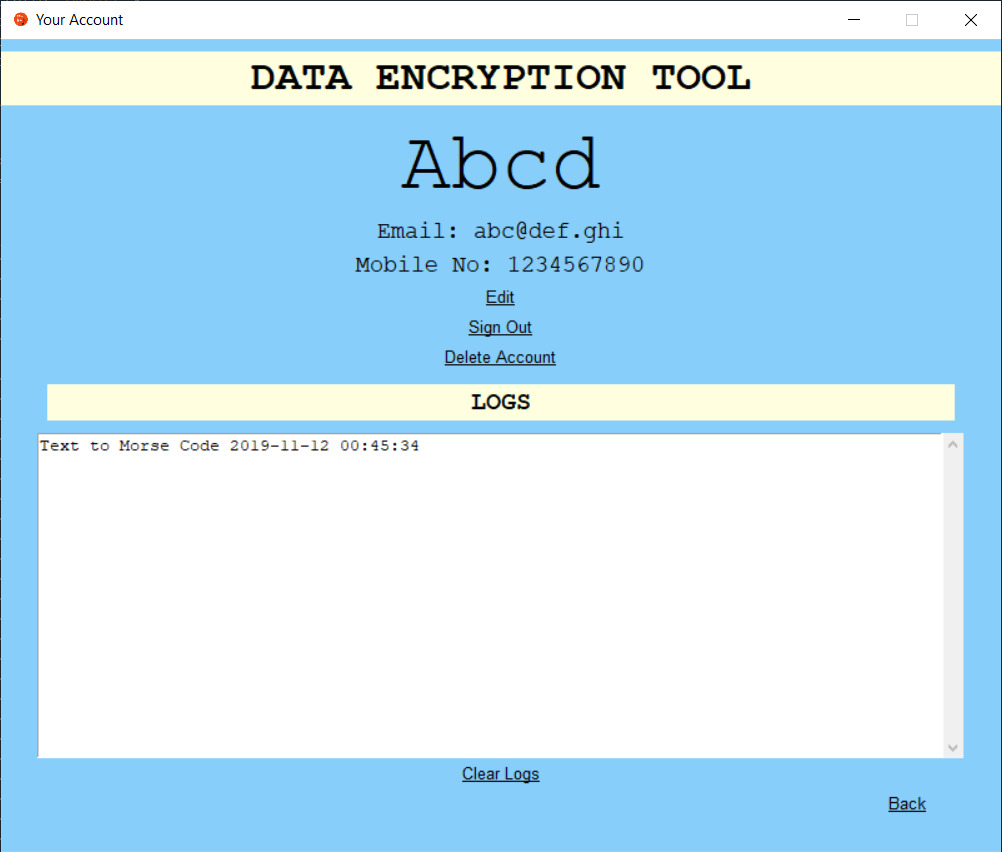 Your Account
DATA ENCRYPTION TOOL
Abcd
Email: abc@def.ghi
Mobile No: 1234567890
Edit
Sign Out
Delete Account
LOGS
Text to Morse Code 2019-11-12 00:45:34
Clear Logs
Back